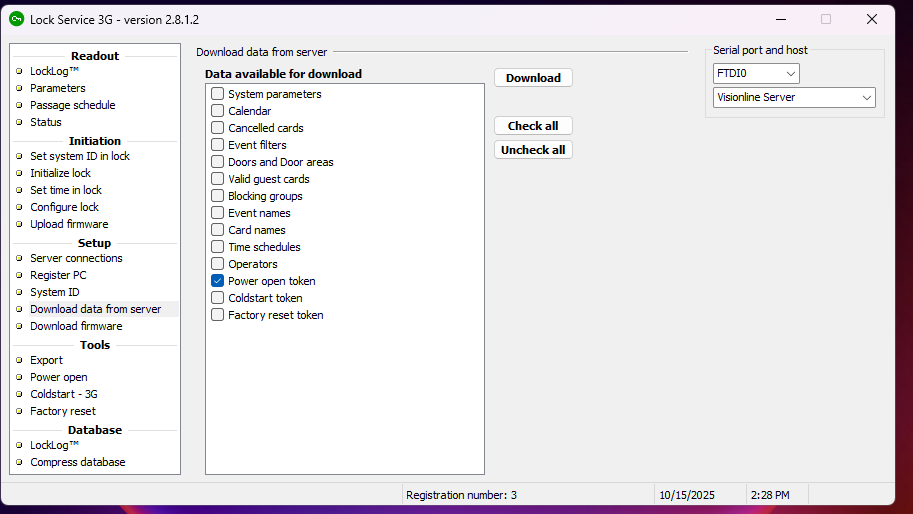 Lock Service 3G - version 2.8.1.2
Readout
LockLog™
Parameters
Passage schedule
Status
Initiation
Set system ID in lock
Initialize lock
Set time in lock
Configure lock
Upload firmware
Setup
Server connections
Register PC
System ID
Download data from server
Download firmware
Tools
Export
Power open
Coldstart - 3G
Factory reset
Database
LockLog™
Compress database
Download data from server
Data available for download
System parameters
Calendar
Cancelled cards
Event filters
Doors and Door areas
Valid guest cards
Blocking groups
Event names
Card names
Time schedules
Operators
Power open token
Coldstart token
Factory reset token
Download
Check all
Uncheck all
Serial port and host
FTDI0
Visionline Server
Registration number: 3
10/15/2025
2:28 PM